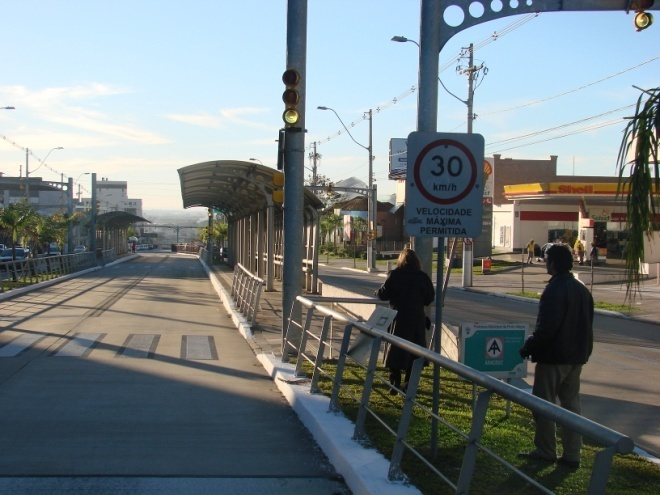 30
km/h
VELOCIDADE
MÁXIMA
PERMITIDA
Shell